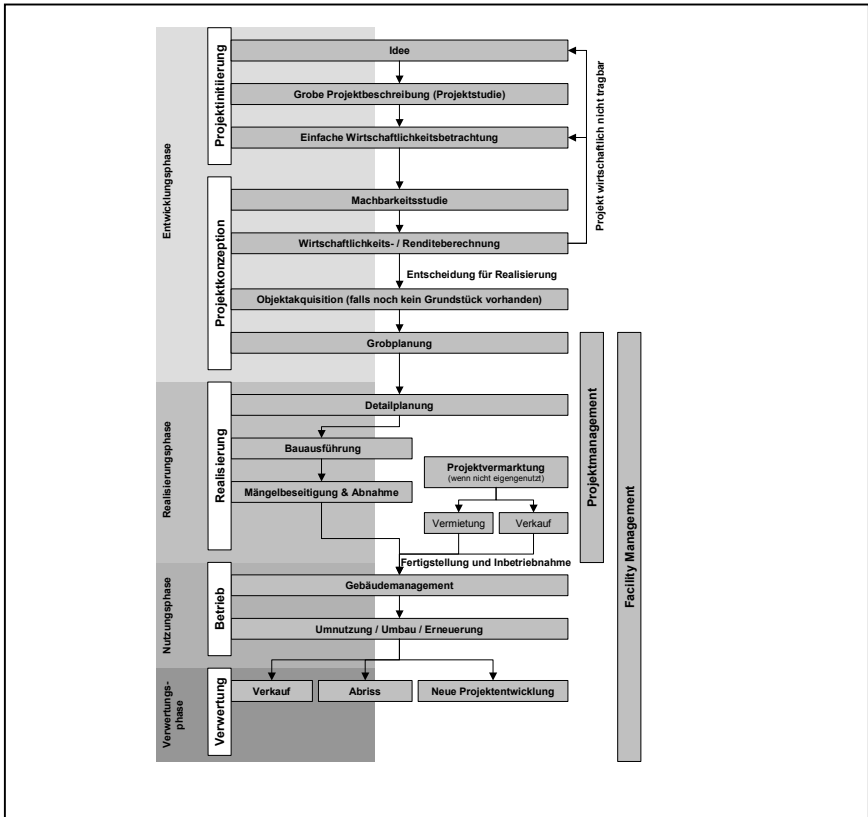 Entwicklungsphase
Projektinitiierung
Idee
Grobe Projektbeschreibung (Projektstudie)
Einfache Wirtschaftlichkeitsbetrachtung
Projekt wirtschaftlich nicht tragbar
Projektkonzeption
Machbarkeitsstudie
Wirtschaftlichkeits- / Renditeberechnung
Entscheidung für Realisierung
Objektakquisition (falls noch kein Grundstück vorhanden)
Grobplanung
Projektmanagement
Facility Management
Realisierungsphase
Realisierung
Detailplanung
Bauausführung
Projektvermarktung
(wenn nicht eigengenutzt)
Mängelbeseitigung & Abnahme
Vermietung
Verkauf
Fertigstellung und Inbetriebnahme
Nutzungsphase
Betrieb
Gebäudemanagement
Umnutzung / Umbau / Erneuerung
Verwertungs-
phase
Verwertung
Verkauf
Abriss
Neue Projektentwicklung